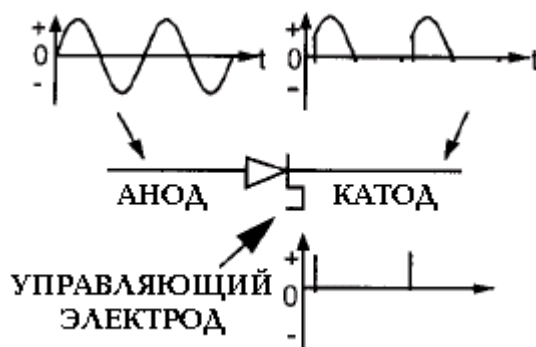 + 0 - t
+ 0 - t
АНОД КАТОД
УПРАВЛЯЮЩИЙ
ЭЛЕКТРОД
+ 0 -